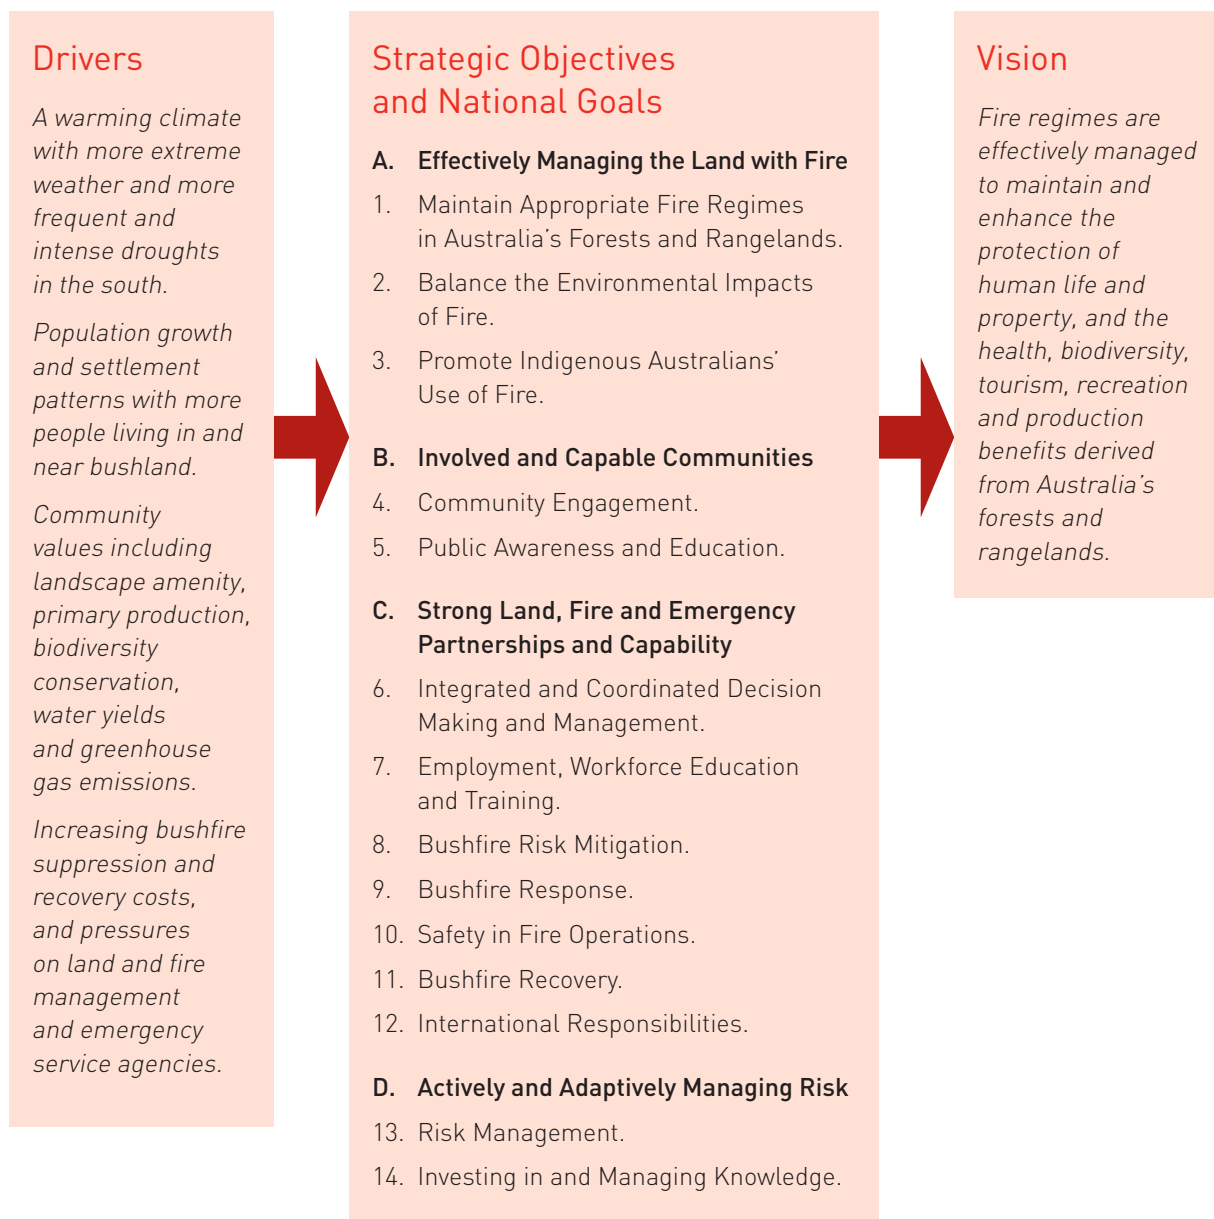 Drivers
A warming climate
with more extreme
weather and more
frequent and
intense droughts
in the south.
Population growth
and settlement
patterns with more
people living in and
near bushland.
Community
values including
landscape amenity,
primary production,
biodiversity
conservation,
water yields
and greenhouse
gas emissions.
Increasing bushfire
suppression and
recovery costs,
and pressures
on land and fire
management
and emergency
service agencies.
Strategic Objectives
and National Goals
A. Effectively Managing the Land with Fire
1. Maintain Appropriate Fire Regimes
in Australia’s Forests and Rangelands.
2. Balance the Environmental Impacts
of Fire.
3. Promote Indigenous Australians’
Use of Fire.
B. Involved and Capable Communities
4. Community Engagement.
5. Public Awareness and Education.
C. Strong Land, Fire and Emergency
Partnerships and Capability
6. Integrated and Coordinated Decision
Making and Management.
7. Employment, Workforce Education
and Training.
8. Bushfire Risk Mitigation.
9. Bushfire Response.
10. Safety in Fire Operations.
11. Bushfire Recovery.
12. International Responsibilities.
D. Actively and Adaptively Managing Risk
13. Risk Management.
14. Investing in and Managing Knowledge.
Vision
Fire regimes are
effectively managed
to maintain and
enhance the
protection of
human life and
property, and the
health, biodiversity,
tourism, recreation
and production
benefits derived
from Australia’s
forests and
rangelands.